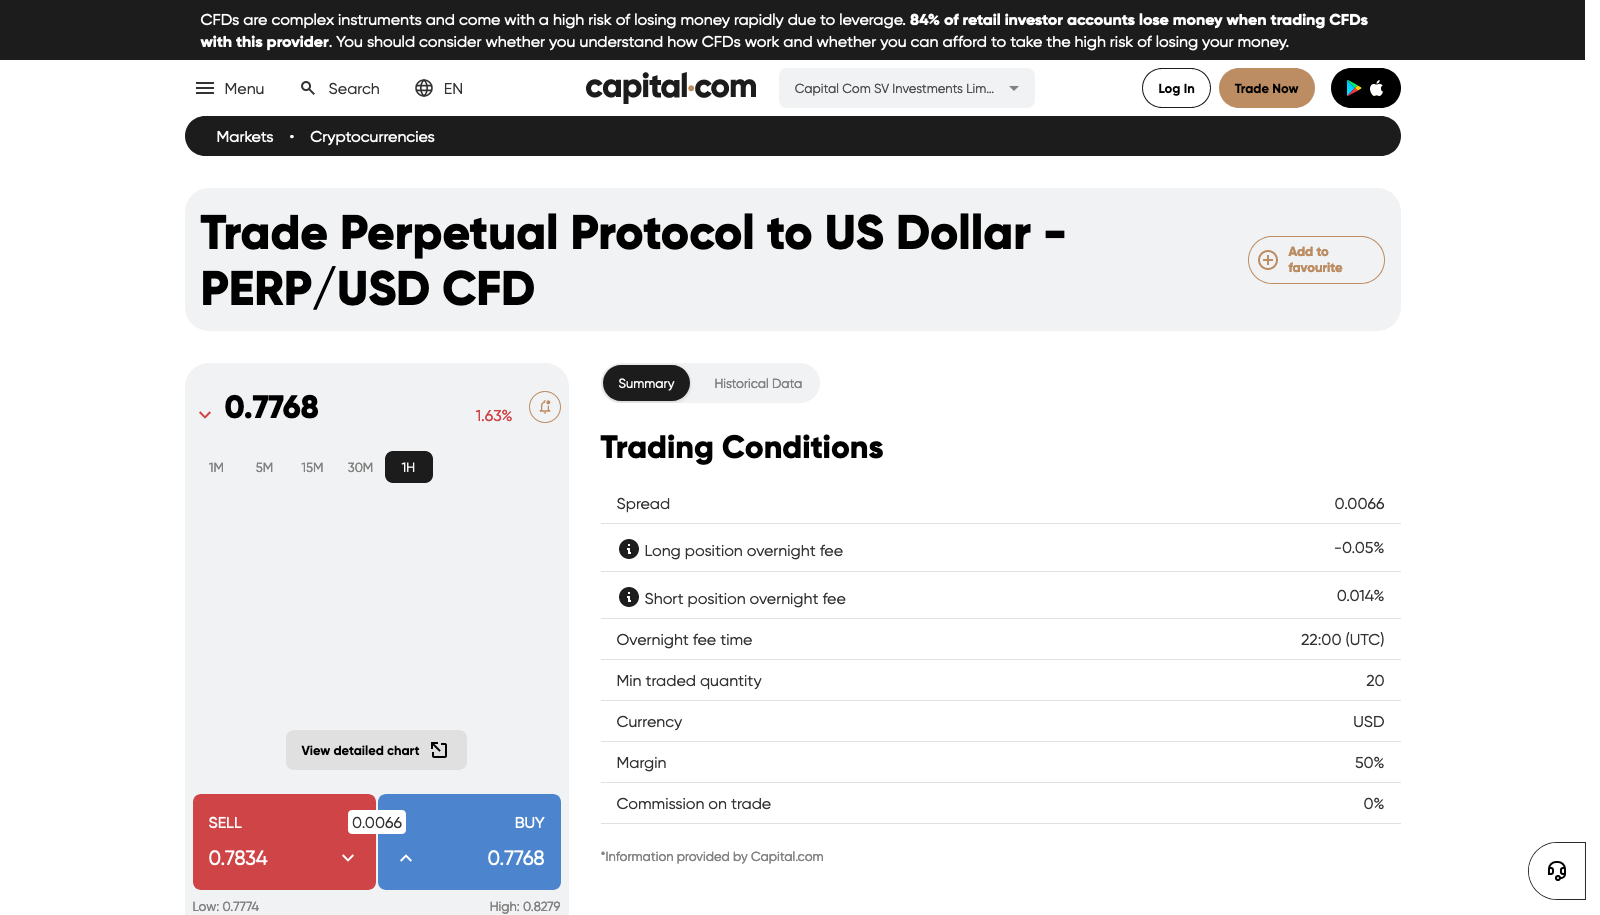 CFDs are complex instruments and come with a high risk of losing money rapidly due to leverage. 84% of retail investor accounts lose money when trading CFDs
with this provider. You should consider whether you understand how CFDs work and whether you can afford to take the high risk of losing your money.
Menu
Search
EN
capital.com
Capital Com SV Investments Lim...
Log In
Trade Now
Markets • Cryptocurrencies
Trade Perpetual Protocol to US Dollar -
PERP/USD CFD
Add to
favourite
0.7768
1.63%
1M
5M
15M
30M
1H
View detailed chart
SELL
0.0066
BUY
0.7834
0.7768
Low: 0.7774
High: 0.8279
Summary
Historical Data
Trading Conditions
Spread 0.0066
Long position overnight fee -0.05%
Short position overnight fee 0.014%
Overnight fee time 22:00 (UTC)
Min traded quantity 20
Currency USD
Margin 50%
Commission on trade 0%
*Information provided by Capital.com